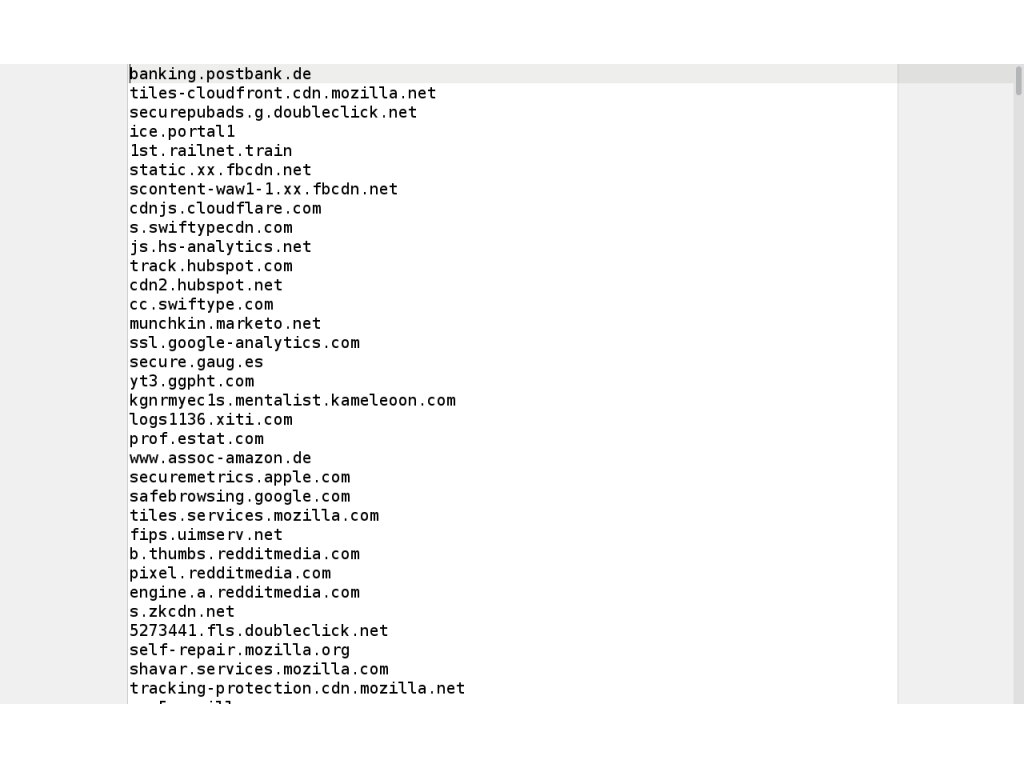 banking.postbank.de
tiles-cloudfront.cdn.mozilla.net
securepubads.g.doubleclick.net
ice.portal1
1st.railnet.train
static.xx.fbcdn.net
scontent-waw1-1.xx.fbcdn.net
cdnjs.cloudflare.com
s.swiftypecdn.com
js.hs-analytics.net
track.hubspot.com
cdn2.hubspot.net
cc.swiftype.com
munchkin.marketo.net
ssl.google-analytics.com
secure.gaug.es
yt3.ggpht.com
kgnrmyec1s.mentalist.kameleoon.com
logs1136.xiti.com
prof.estat.com
www.assoc-amazon.de
securemetrics.apple.com
safebrowsing.google.com
tiles.services.mozilla.com
fips.uimserv.net
b.thumbs.redditmedia.com
pixel.redditmedia.com
engine.a.redditmedia.com
s.zkcdn.net
5273441.fls.doubleclick.net
self-repair.mozilla.org
shavar.services.mozilla.com
tracking-protection.cdn.mozilla.net